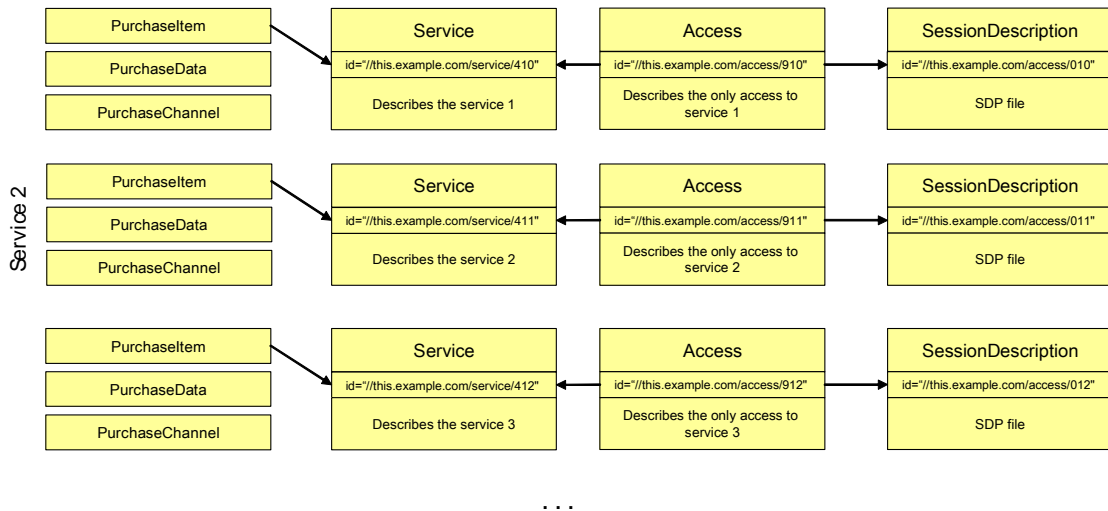 PurchaseItem
PurchaseData
PurchaseChannel
Service
id="//this.example.com/service/410"
Describes the service 1
Access
id="//this.example.com/access/910"
Describes the only access to
service 1
SessionDescription
id="//this.example.com/access/010"
SDP file
Service 2
PurchaseItem
PurchaseData
PurchaseChannel
Service
id="//this.example.com/service/411"
Describes the service 2
Access
id="//this.example.com/access/911"
Describes the only access to
service 2
SessionDescription
id="//this.example.com/access/011"
SDP file
PurchaseItem
PurchaseData
PurchaseChannel
Service
id="//this.example.com/service/412"
Describes the service 3
Access
id="//this.example.com/access/912"
Describes the only access to
service 3
SessionDescription
id="//this.example.com/access/012"
SDP file
...